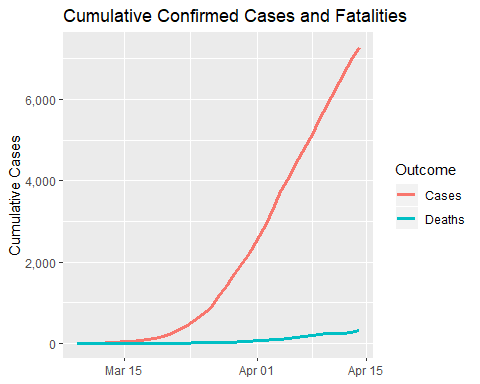 Cumulative Confirmed Cases and Fatalities
Cumulative Cases
6,000
4,000
2,000
0
Mar 15
Apr 01
Apr 15
Outcome
Cases
Deaths